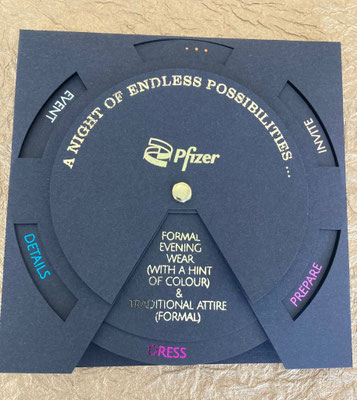 ...
A NIGHT OF ENDLESS POSSIBILITIES ...
EVENT
INVITE
Pfizer
DETAILS
PREPARE
FORMAL
EVENING
WEAR
(WITH A HINT
OF COLOUR)
&
TRADITIONAL ATTIRE
(FORMAL)
DRESS